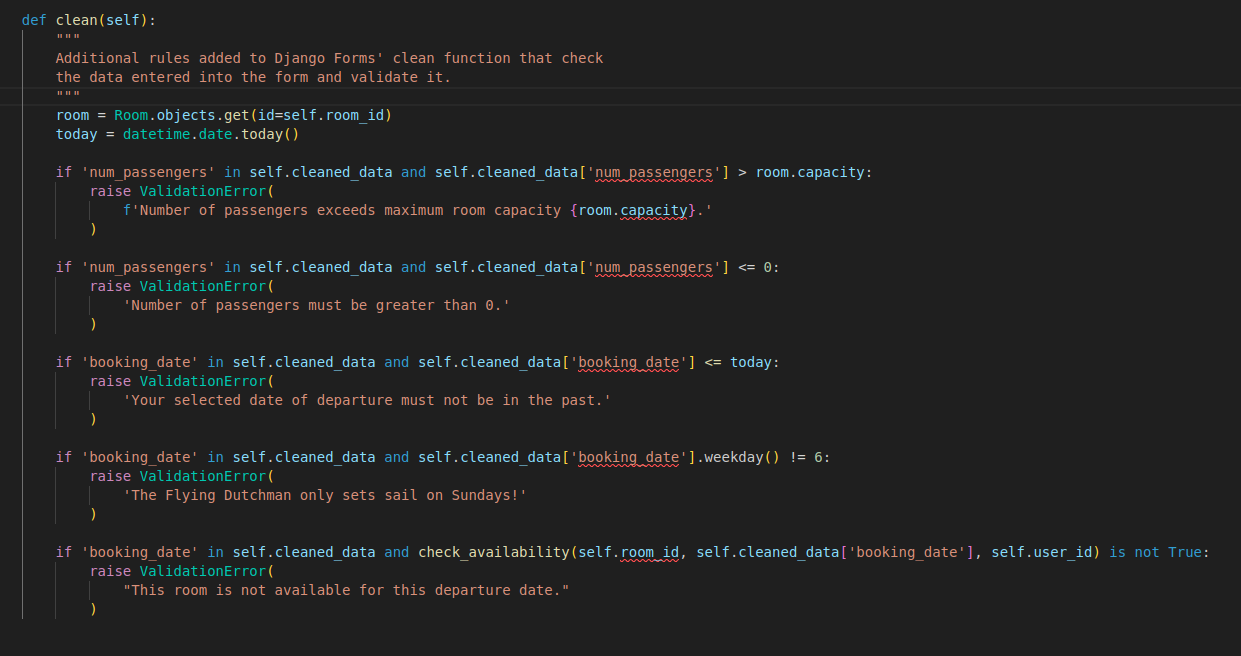 def clean(self):
    """
    Additional rules added to Django Forms' clean function that check
    the data entered into the form and validate it.
    """
    room = Room.objects.get(id=self.room_id)
    today = datetime.date.today()

    if 'num_passengers' in self.cleaned_data and self.cleaned_data['num_passengers'] > room.capacity:
        raise ValidationError(
            f'Number of passengers exceeds maximum room capacity {room.capacity}.'
        )

    if 'num_passengers' in self.cleaned_data and self.cleaned_data['num_passengers'] <= 0:
        raise ValidationError(
            'Number of passengers must be greater than 0.'
        )

    if 'booking_date' in self.cleaned_data and self.cleaned_data['booking_date'] <= today:
        raise ValidationError(
            'Your selected date of departure must not be in the past.'
        )

    if 'booking_date' in self.cleaned_data and self.cleaned_data['booking_date'].weekday() != 6:
        raise ValidationError(
            'The Flying Dutchman only sets sail on Sundays!'
        )

    if 'booking_date' in self.cleaned_data and check_availability(self.room_id, self.cleaned_data['booking_date'], self.user_id) is not True:
        raise ValidationError(
            "This room is not available for this departure date."
        )